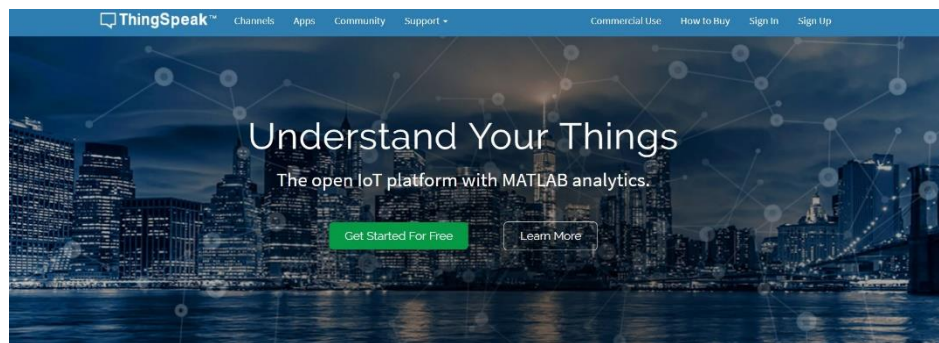 ThingSpeak™ Channels Apps Community Support Commercial Use How to Buy Sign In Sign Up
Understand Your Things
The open IoT platform with MATLAB analytics.
Get Started For Free Learn More